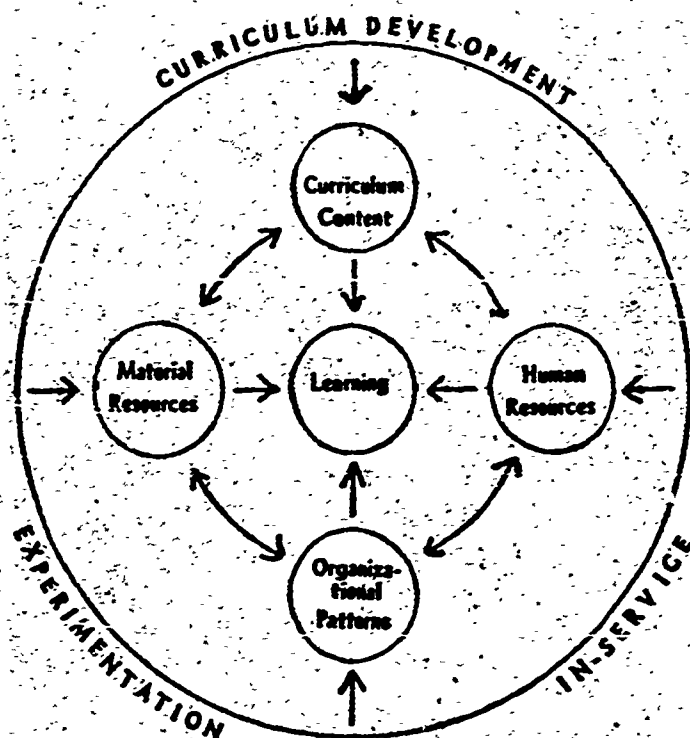 CURRICULUM DEVELOPMENT
Curriculum
Content
Material
Resources
Learning
Human
Resources
Organiza-
tional
Patterns
EXPERIMENTATION
IN-SERVICE